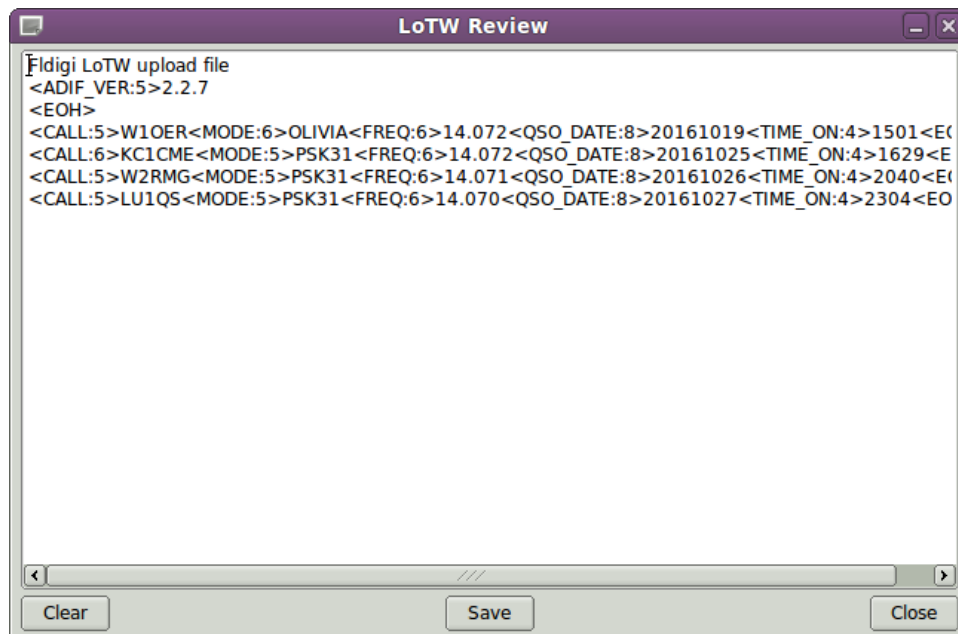 LoTW Review
Fldigi LoTW upload file
<ADIF_VER:5>2.2.7
<EOH>
<CALL:5>W1OER<MODE:6>OLIVIA<FREQ:6>14.072<QSO_DATE:8>20161019<TIME_ON:4>1501<E
<CALL:6>KC1CME<MODE:5>PSK31<FREQ:6>14.072<QSO_DATE:8>20161025<TIME_ON:4>1629<E
<CALL:5>W2RMG<MODE:5>PSK31<FREQ:6>14.071<QSO_DATE:8>20161026<TIME_ON:4>2040<E
<CALL:5>LU1QS<MODE:5>PSK31<FREQ:6>14.070<QSO_DATE:8>20161027<TIME_ON:4>2304<EO
Clear Save Close